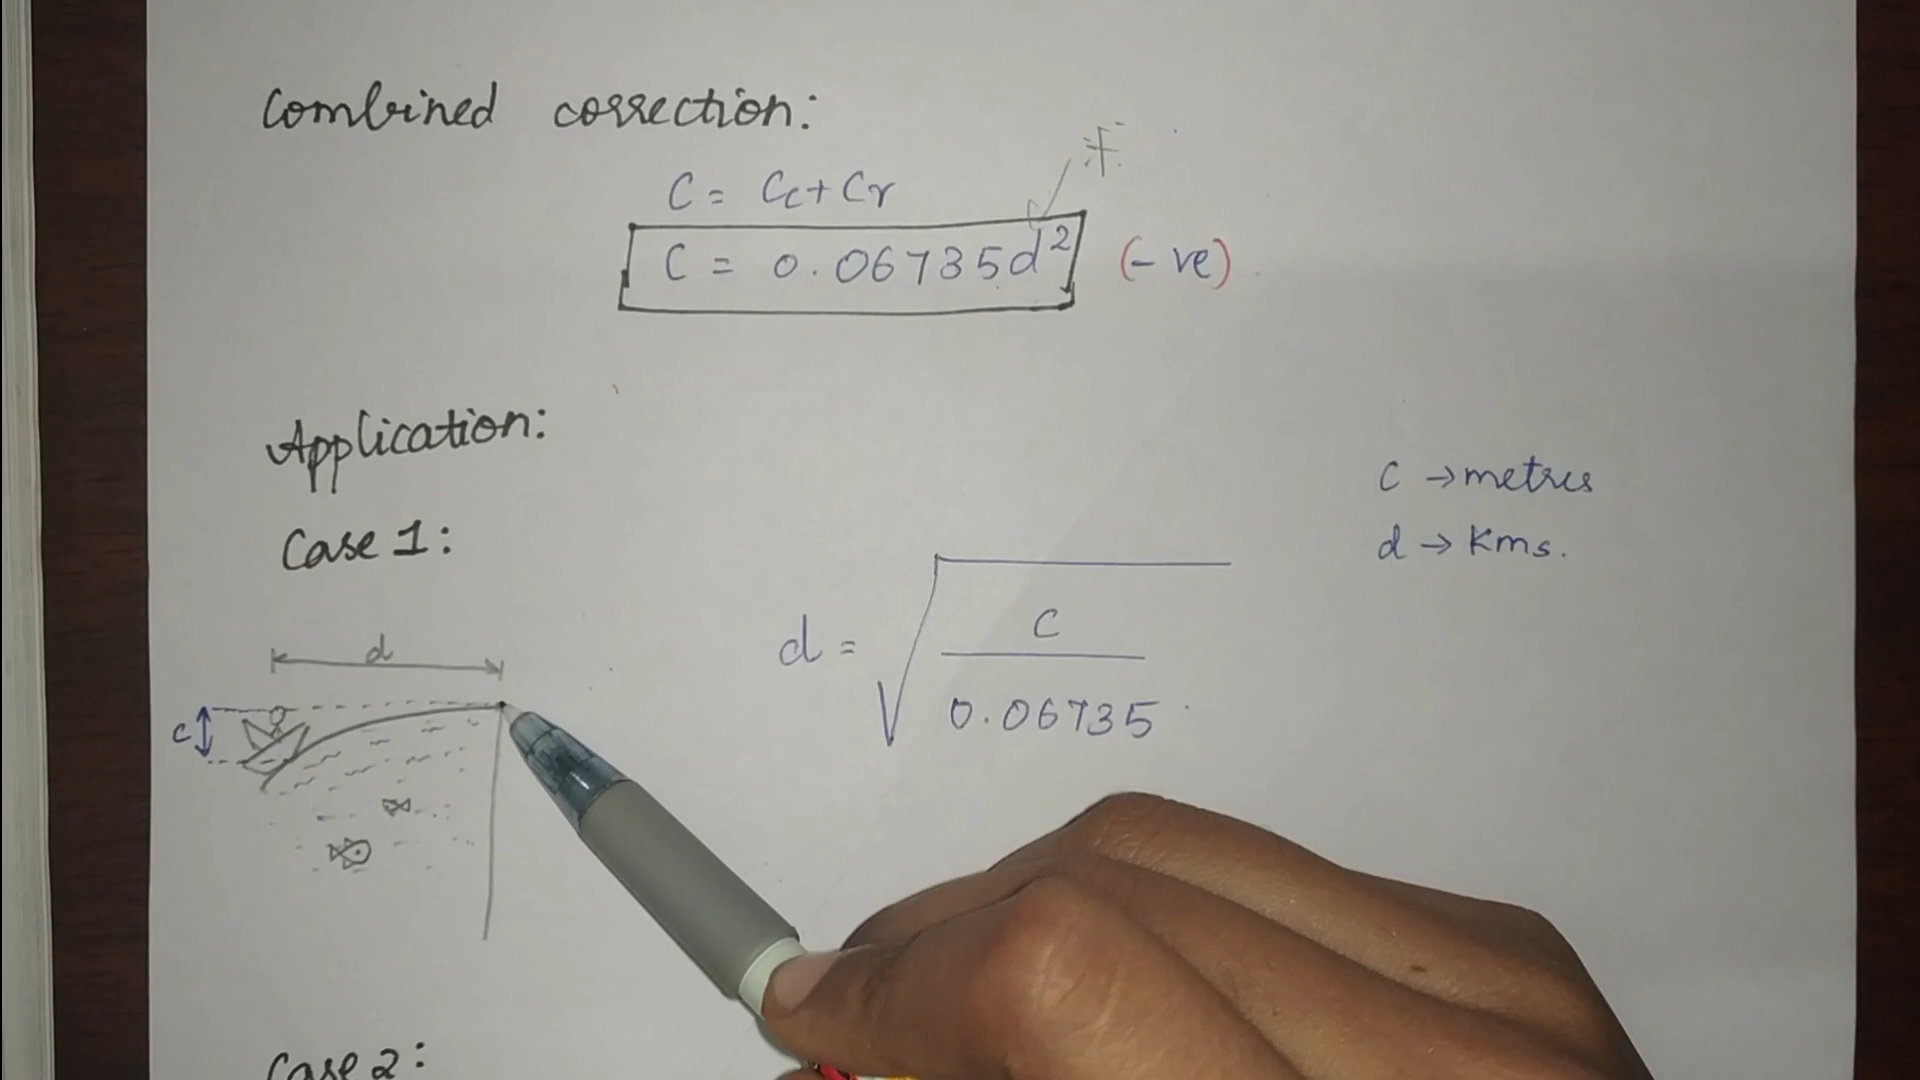 Combined correction:
C = Cc + Cr
C = 0.06735d² (- ve)
Application:
C → metres
d → Kms.
Case 1:
d = √(C / 0.06735)
d
C
Case 2: